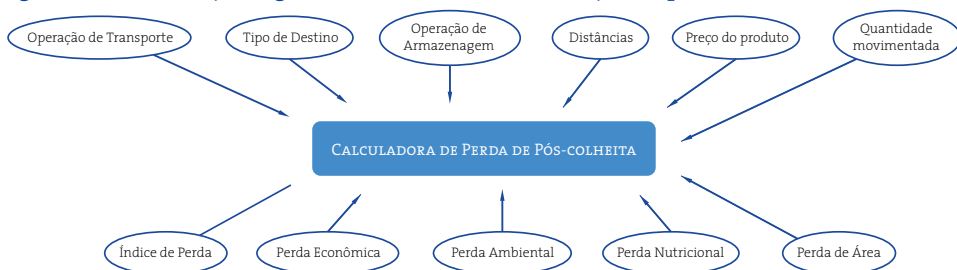 Operação de Transporte
Tipo de Destino
Operação de
Armazenagem
Distâncias
Preço do produto
Quantidade
movimentada
Calculadora de Perda de Pós-colheita
Índice de Perda
Perda Econômica
Perda Ambiental
Perda Nutricional
Perda de Área